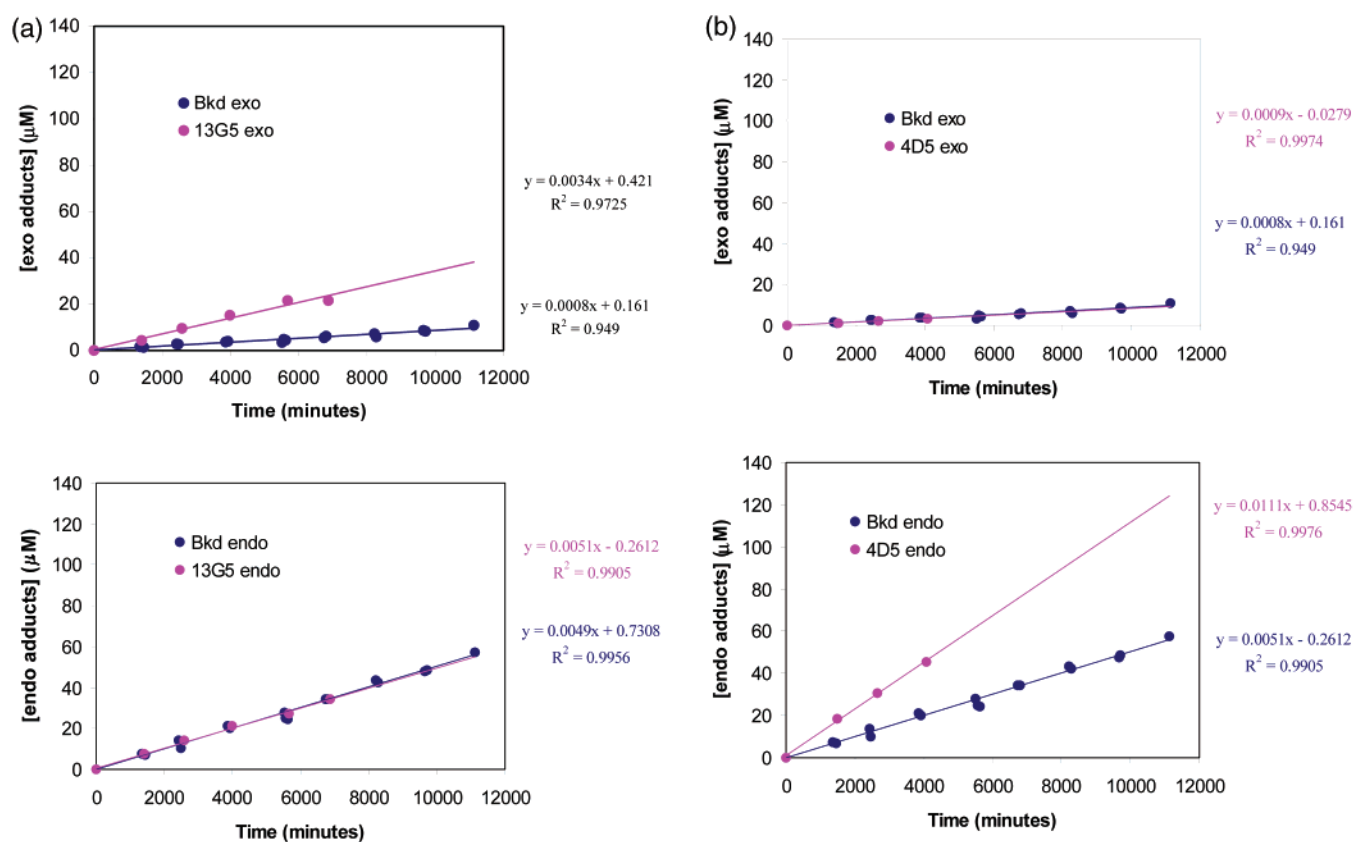 (a)
140
120
100
80
60
40
20
0
[exo adducts] (μM)
Bkd exo
13G5 exo
y = 0.0034x + 0.421
R² = 0.9725
y = 0.0008x + 0.161
R² = 0.949
0 2000 4000 6000 8000 10000 12000
Time (minutes)
(b)
140
120
100
80
60
40
20
0
[exo adducts] (μM)
Bkd exo
4D5 exo
y = 0.0009x - 0.0279
R² = 0.9974
y = 0.0008x + 0.161
R² = 0.949
0 2000 4000 6000 8000 10000 12000
Time (minutes)
140
120
100
80
60
40
20
0
[endo adducts] (μM)
Bkd endo
13G5 endo
y = 0.0051x - 0.2612
R² = 0.9905
y = 0.0049x + 0.7308
R² = 0.9956
0 2000 4000 6000 8000 10000 12000
Time (minutes)
140
120
100
80
60
40
20
0
[endo adducts] (μM)
Bkd endo
4D5 endo
y = 0.0111x + 0.8545
R² = 0.9976
y = 0.0051x - 0.2612
R² = 0.9905
0 2000 4000 6000 8000 10000 12000
Time (minutes)